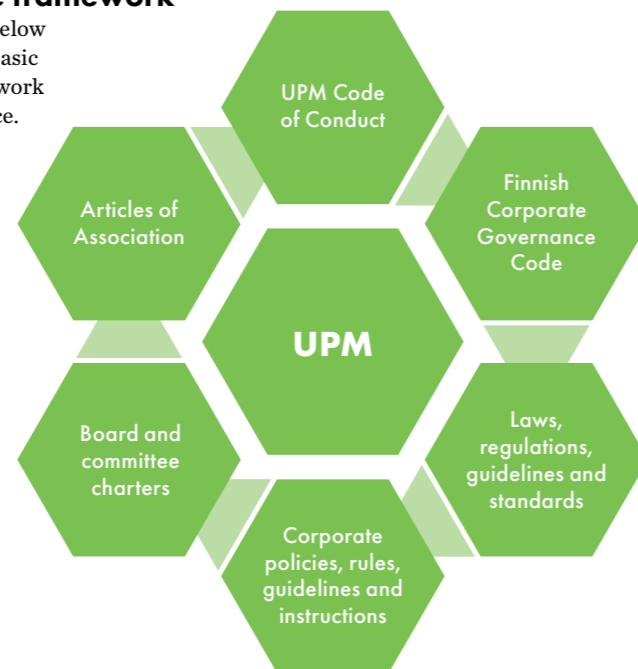 framework
elow
asic
work
ce.
UPM Code
of Conduct
Finnish
Corporate
Governance
Code
Laws,
regulations,
guidelines and
standards
Corporate
policies, rules,
guidelines and
instructions
Board and
committee
charters
Articles of
Association
UPM